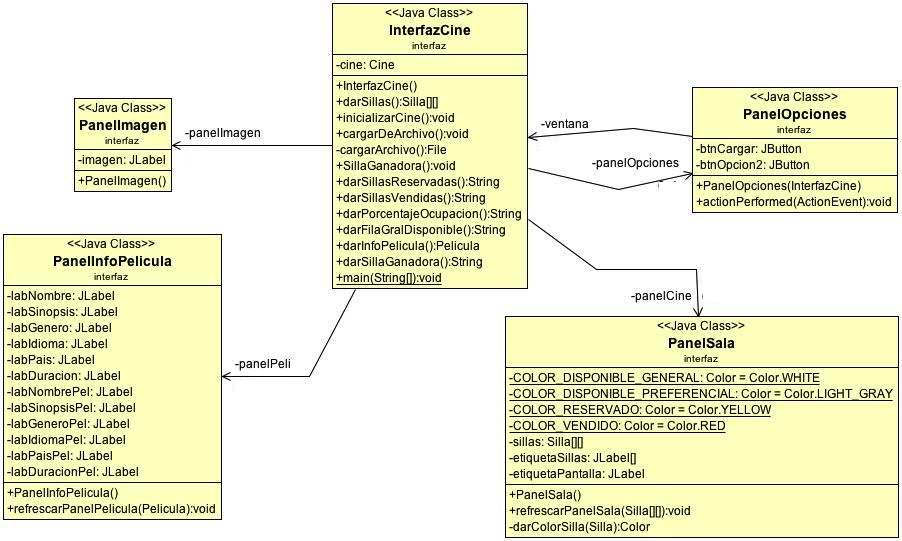 <<Java Class>>
InterfazCine
interfaz
-cine: Cine
+InterfazCine()
+darSillas():Silla[][]
+inicializarCine():void
+cargarDeArchivo():void
-cargarArchivo():File
+SillaGanadora():void
+darSillasReservadas():String
+darSillasVendidas():String
+darPorcentajeOcupacion():String
+darFilaGralDisponible():String
+darInfoPelicula():Pelicula
+darSillaGanadora():String
+main(String[]):void
<<Java Class>>
PanelImagen
interfaz
-imagen: JLabel
+PanelImagen()
-panelImagen
-ventana
-panelOpciones
<<Java Class>>
PanelOpciones
interfaz
-btnCargar: JButton
-btnOpcion2: JButton
+PanelOpciones(InterfazCine)
+actionPerformed(ActionEvent):void
<<Java Class>>
PanelInfoPelicula
interfaz
-labNombre: JLabel
-labSinopsis: JLabel
-labGenero: JLabel
-labIdioma: JLabel
-labPais: JLabel
-labDuracion: JLabel
-labNombrePel: JLabel
-labSinopsisPel: JLabel
-labGeneroPel: JLabel
-labIdiomaPel: JLabel
-labPaisPel: JLabel
-labDuracionPel: JLabel
+PanelInfoPelicula()
+refrescarPanelPelicula(Pelicula):void
-panelPeli
-panelCine
<<Java Class>>
PanelSala
interfaz
-COLOR_DISPONIBLE_GENERAL: Color = Color.WHITE
-COLOR_DISPONIBLE_PREFERENCIAL: Color = Color.LIGHT_GRAY
-COLOR_RESERVADO: Color = Color.YELLOW
-COLOR_VENDIDO: Color = Color.RED
-sillas: Silla[][]
-etiquetaSillas: JLabel[]
-etiquetaPantalla: JLabel
+PanelSala()
+refrescarPanelSala(Silla[][]):void
-darColorSilla(Silla):Color